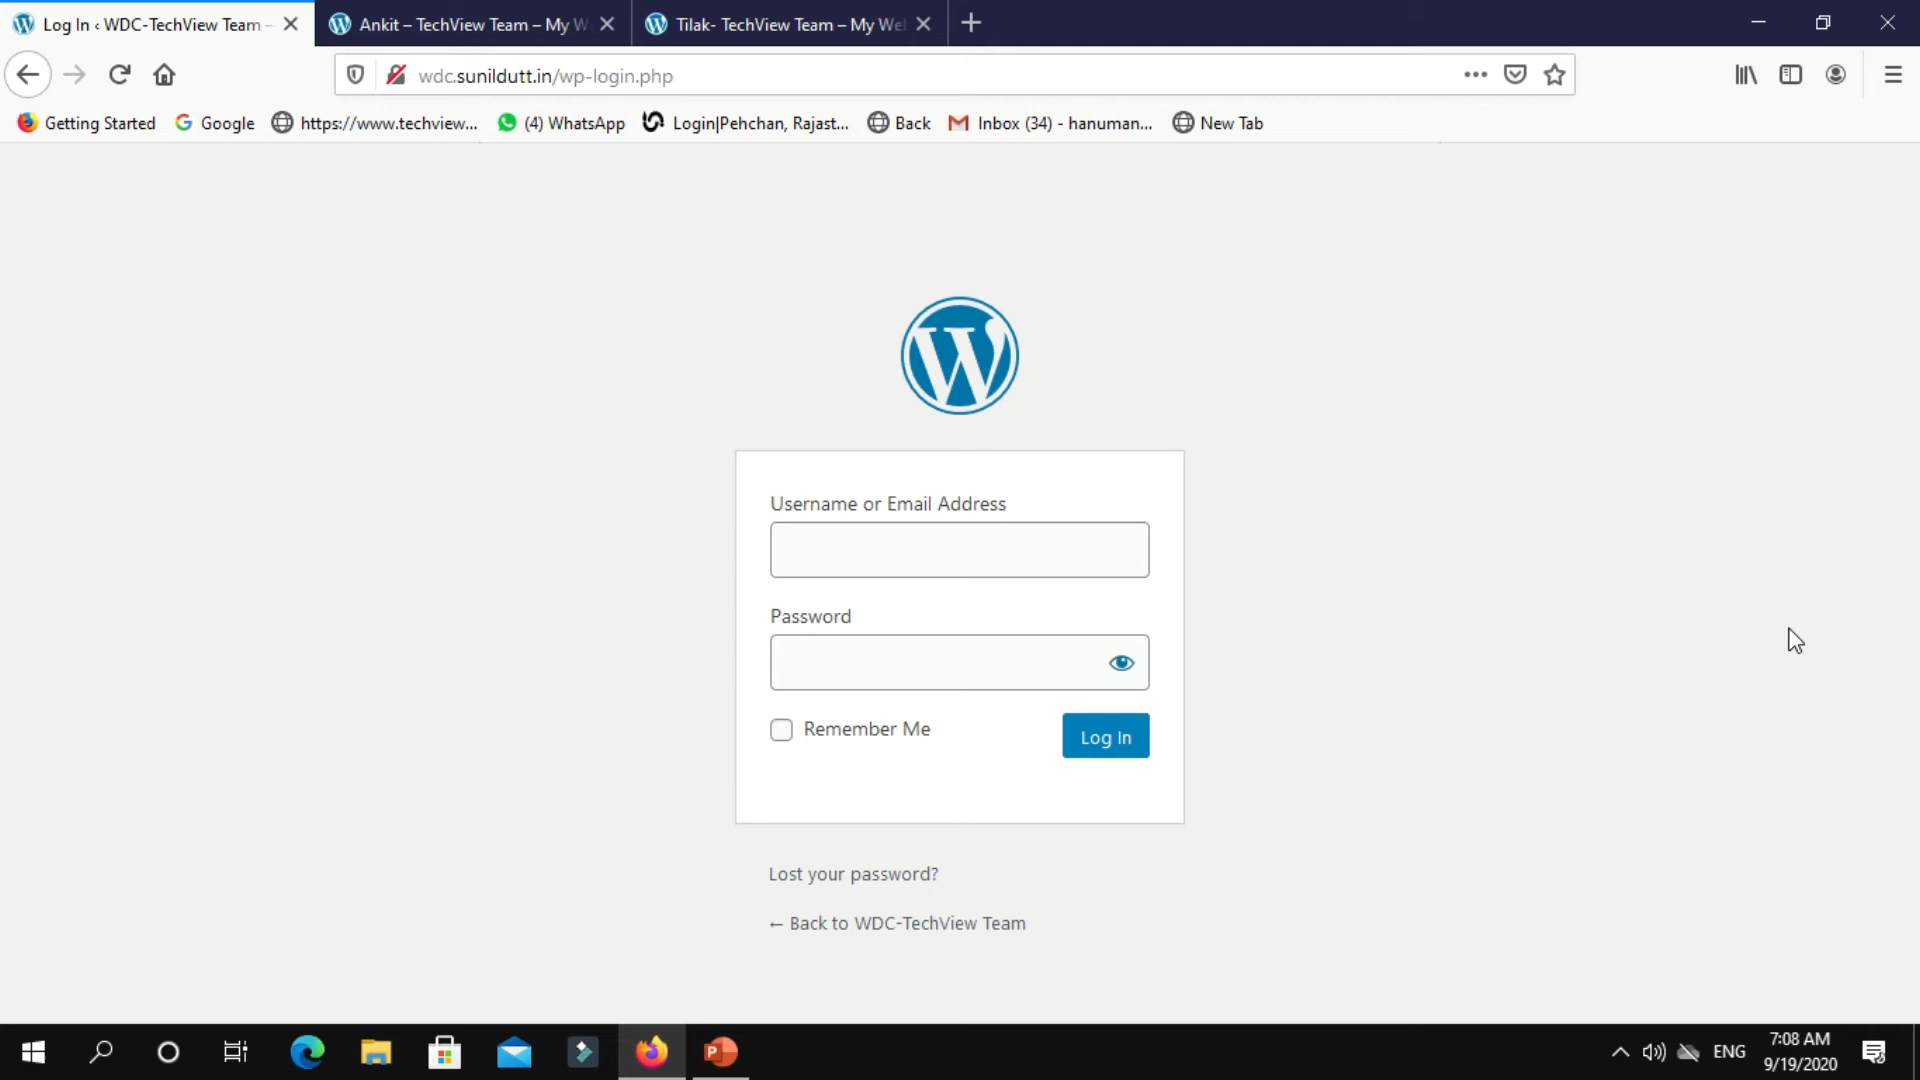 Log In ‹ WDC-TechView Team –
Ankit – TechView Team – My W
Tilak- TechView Team – My We
wdc.sunildutt.in/wp-login.php
Getting Started
Google
https://www.techview...
(4) WhatsApp
Login|Pehchan, Rajast...
Back
Inbox (34) - hanuman...
New Tab
Username or Email Address
Password
Remember Me
Log In
Lost your password?
← Back to WDC-TechView Team
ENG
7:08 AM
9/19/2020